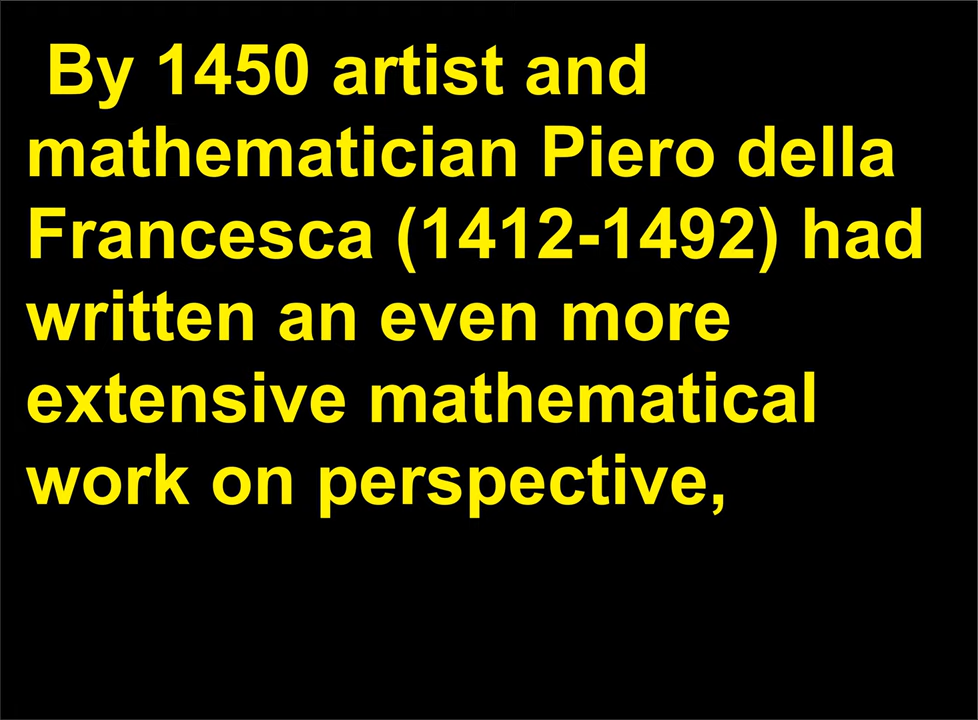 By 1450 artist and
mathematician Piero della
Francesca (1412-1492) had
written an even more
extensive mathematical
work on perspective,